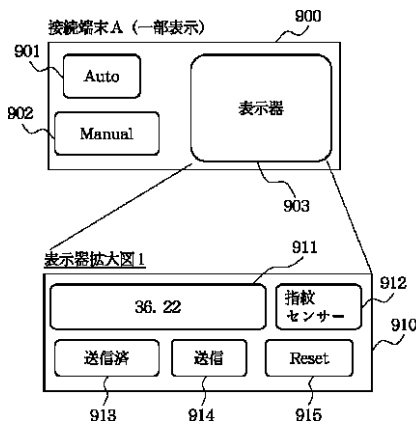 接続端末A (一部表示)
900
901
Auto
902
Manual
表示器
903
表示器拡大図1
911
912
36.22
指紋
センサー
910
送信済
送信
Reset
913
914
915